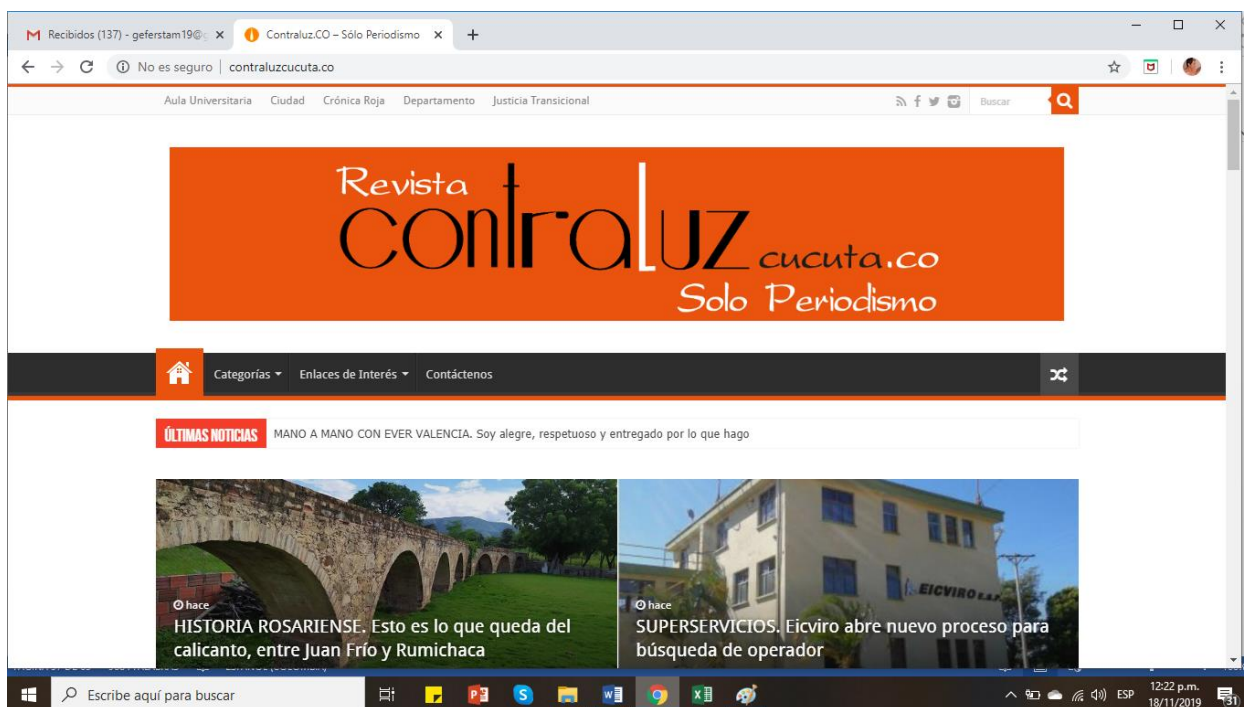 Recibidos (137) - geferstam19@
Contraluz.CO – Sólo Periodismo
No es seguro | contraluzcucuta.co
Aula Universitaria Ciudad Crónica Roja Departamento Justicia Transicional
Buscar
Revista
contraluz
cucuta.co
Solo Periodismo
Categorías Enlaces de Interés Contáctenos
ÚLTIMAS NOTICIAS MANO A MANO CON EVER VALENCIA. Soy alegre, respetuoso y entregado por lo que hago
EICVIRO E.S.P.
hace
HISTORIA ROSARIENSE. Esto es lo que queda del
calicanto, entre Juan Frío y Rumichaca
hace
SUPERSERVICIOS. Eicviro abre nuevo proceso para
búsqueda de operador
Escribe aquí para buscar
ESP
12:22 p.m.
18/11/2019
31